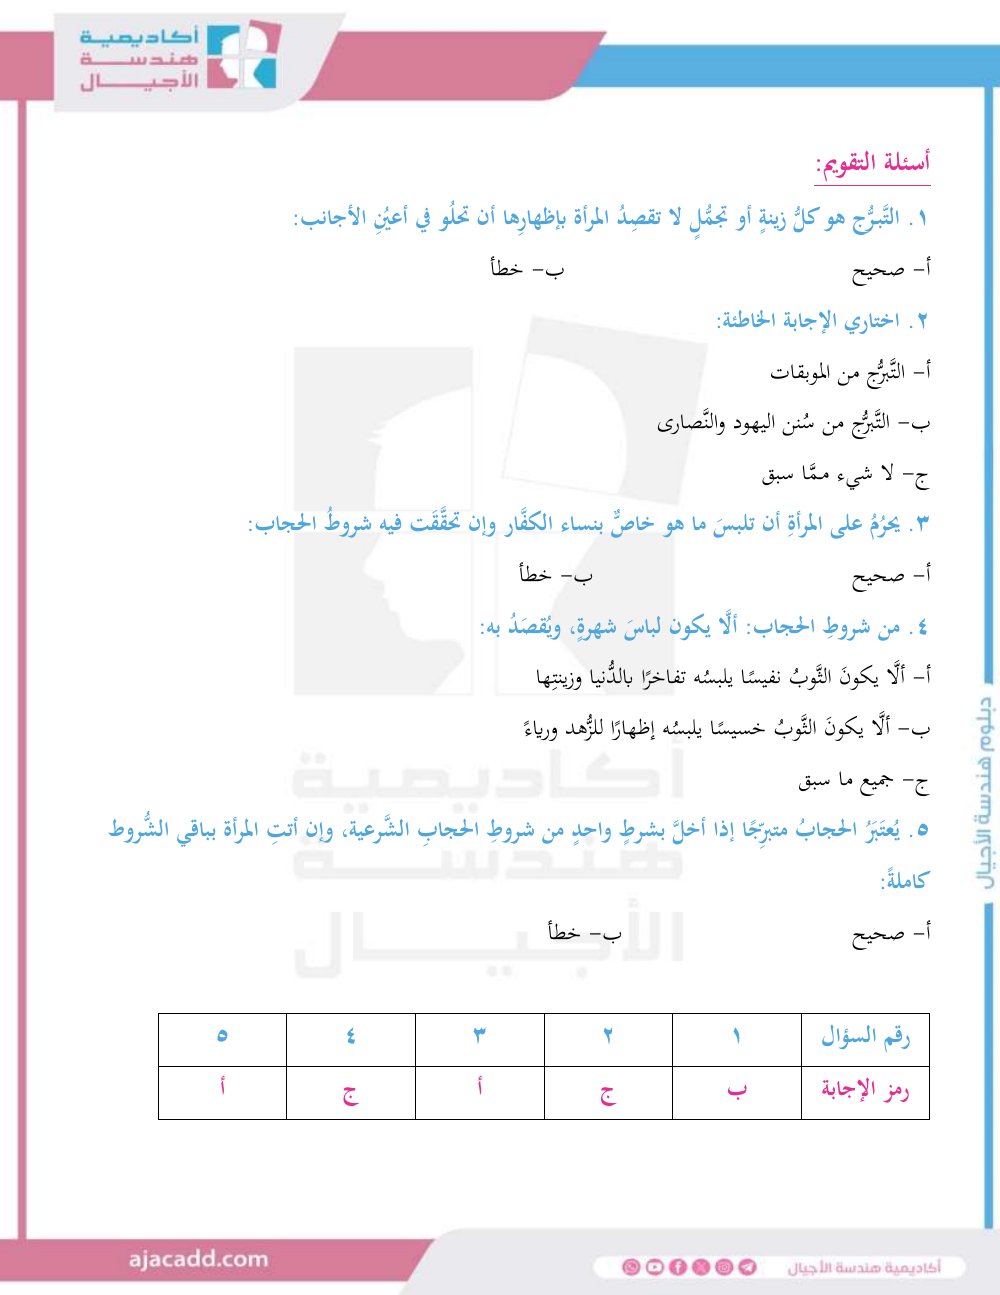 أكاديمية
هندسة
الأجيال
أسئلة التقويم:
١. التَّبرُّج هو كلُّ زينةٍ أو تجمُّلٍ لا تقصِدُ المرأة بإظهارِها أن تحلُو في أعيُنِ الأجانب:
أ- صحيح ب- خطأ
٢. اختاري الإجابة الخاطئة:
أ- التَّبرُّج من الموبقات
ب- التَّبرُّج من سُنن اليهود والنَّصارى
ج- لا شيء ممَّا سبق
٣. يحرُمُ على المرأةِ أن تلبسَ ما هو خاصٌّ بنساء الكفَّار وإن تحقَّقَت فيه شروطُ الحجاب:
أ- صحيح ب- خطأ
٤. من شروطِ الحجاب: ألَّا يكون لباسَ شهرةٍ، ويُقصَدُ به:
أ- ألَّا يكونَ الثَّوبُ نفيسًا يلبسُه تفاخرًا بالدُّنيا وزينتِها
ب- ألَّا يكونَ الثَّوبُ خسيسًا يلبسُه إظهارًا للزُّهد ورياءً
ج- جميع ما سبق
أكاديمية
هندسة
الأجيال
٥. يُعتَبَرُ الحجابُ متبرِّجًا إذا أخلَّ بشرطٍ واحدٍ من شروطِ الحجابِ الشَّرعية، وإن أتتِ المرأة بباقي الشُّروط
كاملةً:
أ- صحيح ب- خطأ
رقم السؤال ١ ٢ ٣ ٤ ٥
رمز الإجابة ب ج أ ج أ
دبلوم هندسة الأجيال
ajacadd.com
أكاديمية هندسة الأجيال